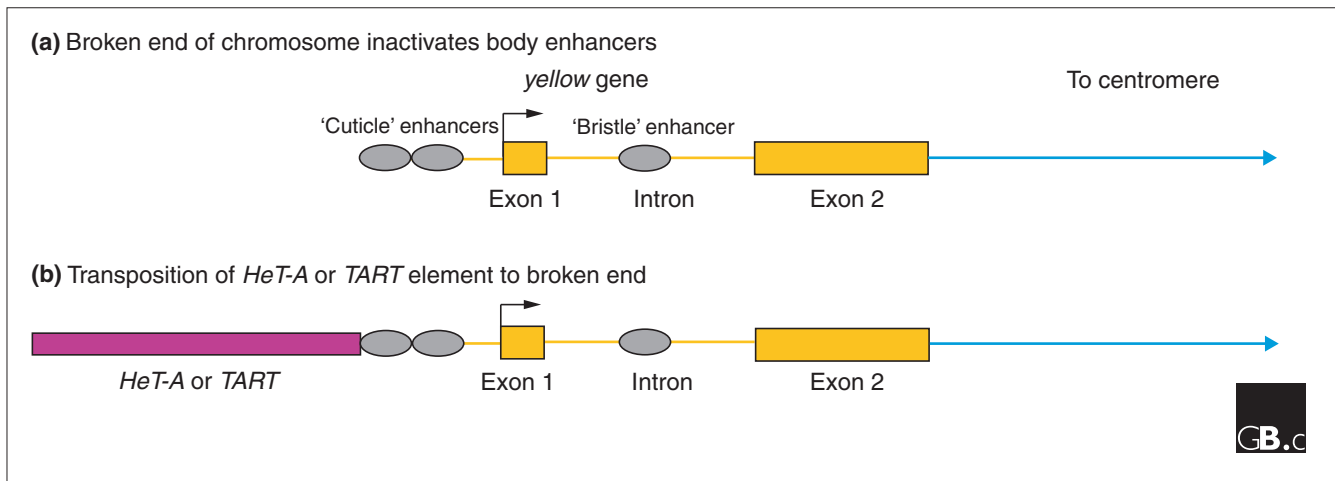 (a) Broken end of chromosome inactivates body enhancers
yellow gene
To centromere
'Cuticle' enhancers
'Bristle' enhancer
Exon 1
Intron
Exon 2
(b) Transposition of HeT-A or TART element to broken end
HeT-A or TART
Exon 1
Intron
Exon 2
GB.c